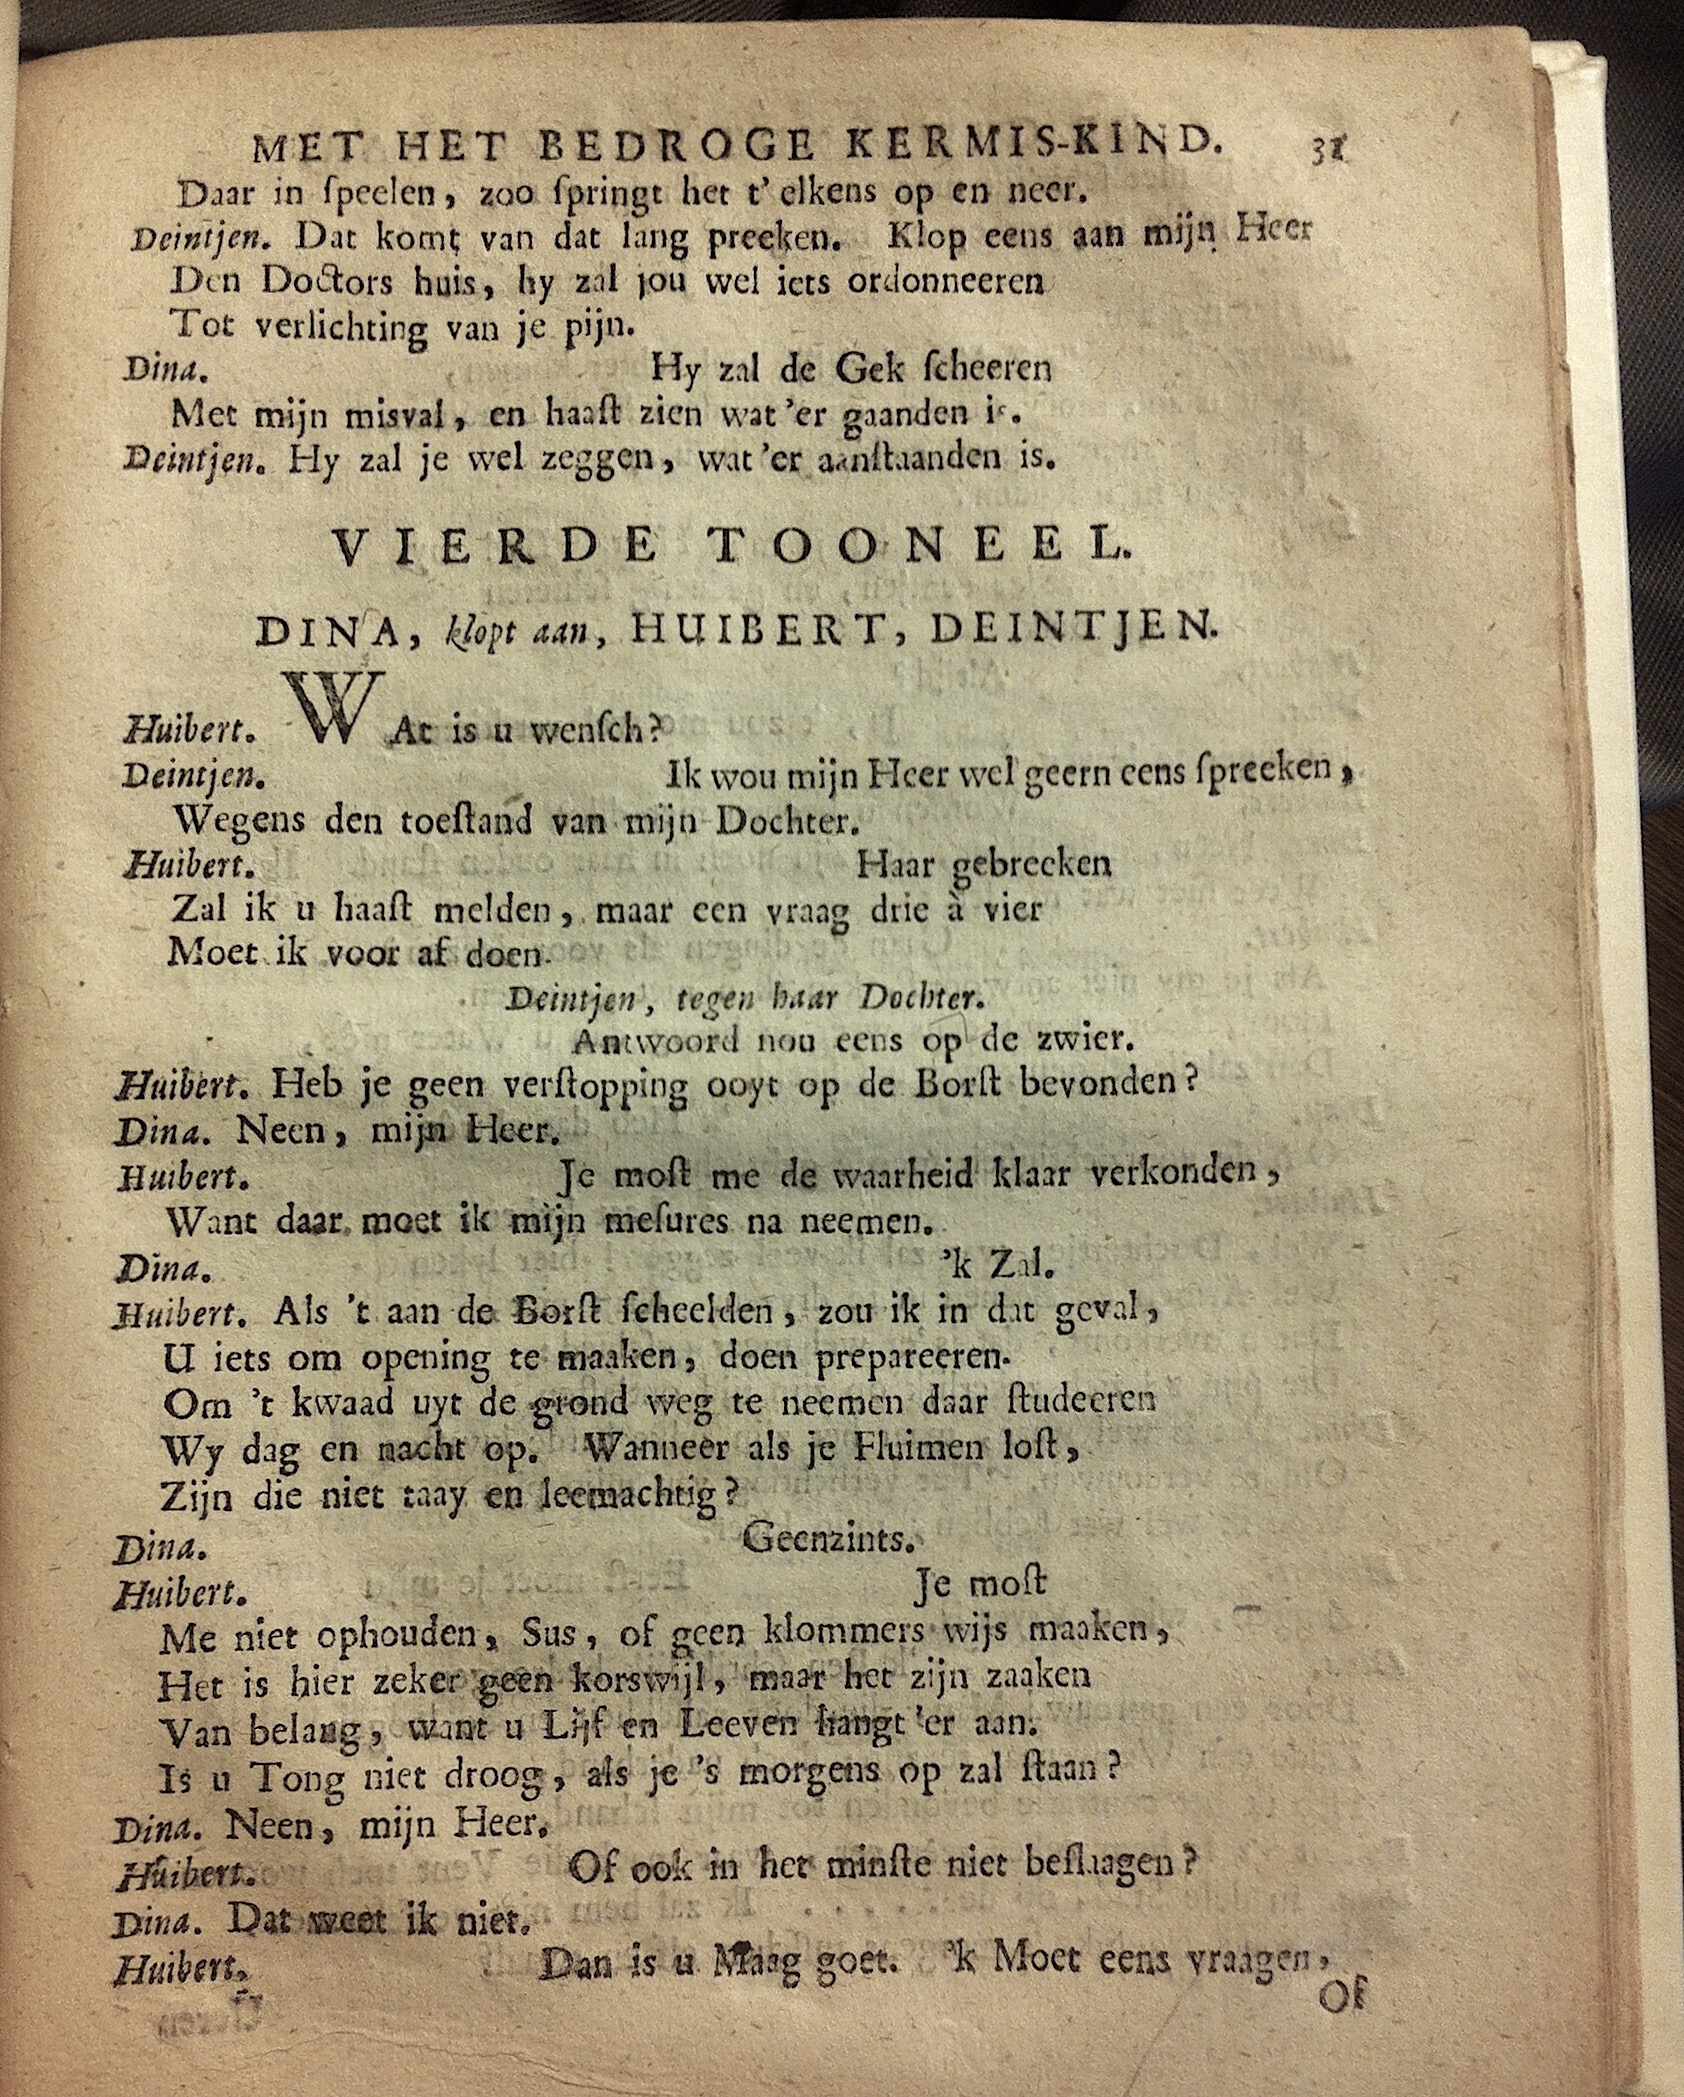 MET HET BEDROGE KERMIS-KIND. 31
Daar in ſpeelen, zoo ſpringt het t' elkens op en neer.
Deintjen. Dat komt van dat lang preeken. Klop eens aan mijn Heer
Den Doctors huis, hy zal jou wel iets ordonneeren
Tot verlichting van je pijn.
Dina. Hy zal de Gek ſcheeren
Met mijn misval, en haaſt zien wat 'er gaanden is.
Deintjen. Hy zal je wel zeggen, wat 'er aanſtaanden is.
VIERDE TOONEEL.
DINA, klopt aan, HUIBERT, DEINTJEN.
Huibert. WAt is u wenſch?
Deintjen. Ik wou mijn Heer wel geern eens ſpreeken,
Wegens den toeſtand van mijn Dochter.
Huibert. Haar gebreeken
Zal ik u haaſt melden, maar een vraag drie à vier
Moet ik voor af doen.
Deintjen, tegen haar Dochter.
Antwoord nou eens op de zwier.
Huibert. Heb je geen verſtopping ooyt op de Borſt bevonden?
Dina. Neen, mijn Heer.
Huibert. Je moſt me de waarheid klaar verkonden,
Want daar moet ik mijn meſures na neemen.
Dina. 'k Zal.
Huibert. Als 't aan de Borſt ſcheelden, zou ik in dat geval,
U iets om opening te maaken, doen prepareeren.
Om 't kwaad uyt de grond weg te neemen daar ſtudeeren
Wy dag en nacht op. Wanneer als je Fluimen loſt,
Zijn die niet taay en leemachtig?
Dina. Geenzints.
Huibert. Je moſt
Me niet ophouden, Sus, of geen klommers wijs maaken,
Het is hier zeker geen korswijl, maar het zijn zaaken
Van belang, want u Lijf en Leeven hangt 'er aan.
Is u Tong niet droog, als je 's morgens op zal ſtaan?
Dina. Neen, mijn Heer.
Huibert. Of ook in het minſte niet beſlaagen?
Dina. Dat weet ik niet.
Huibert. Dan is u Maag goet. 'k Moet eens vraagen,
Of